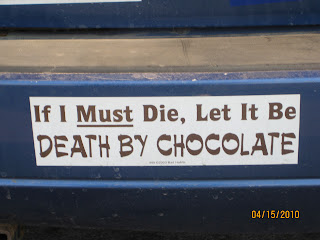 If I Must Die, Let It Be
DEATH BY CHOCOLATE
04/15/2010